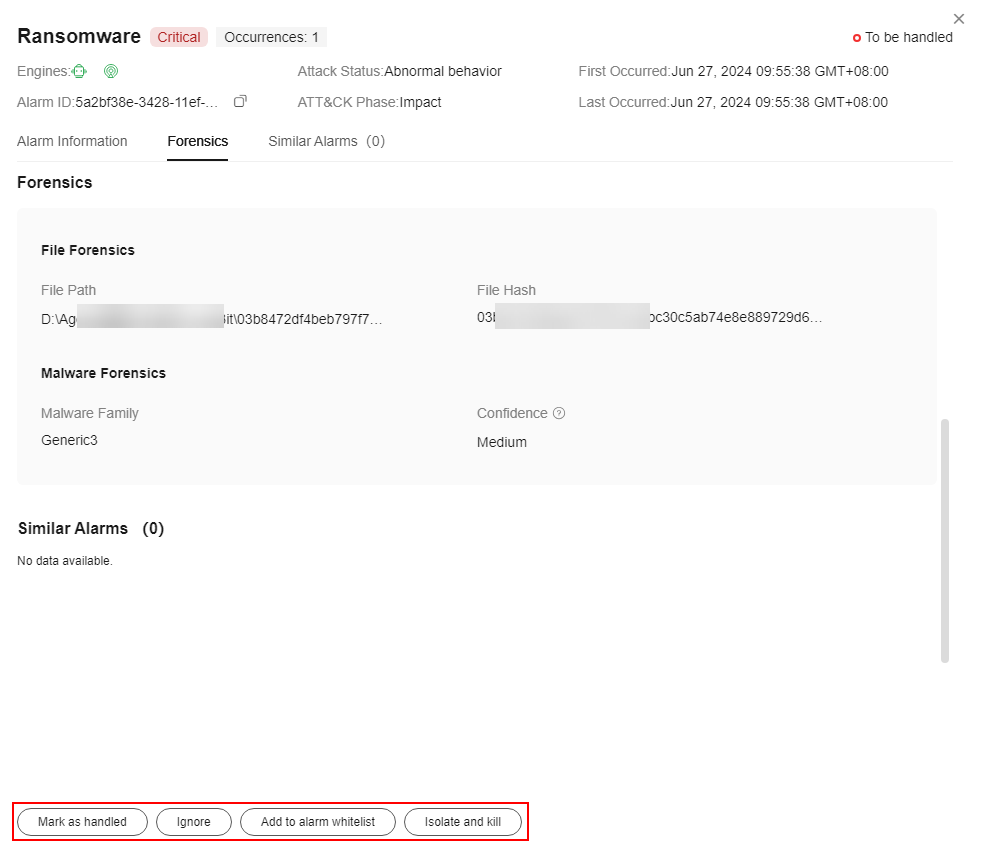 Ransomware Critical Occurrences: 1 To be handled
Engines: Attack Status:Abnormal behavior First Occurred:Jun 27, 2024 09:55:38 GMT+08:00
Alarm ID:5a2bf38e-3428-11ef-... ATT&CK Phase:Impact Last Occurred:Jun 27, 2024 09:55:38 GMT+08:00
Alarm Information Forensics Similar Alarms (0)
Forensics
File Forensics
File Path File Hash
D:\Ag it\03b8472df4beb797f7... 03 c30c5ab74e8e889729d6...
Malware Forensics
Malware Family Confidence ?
Generic3 Medium
Similar Alarms (0)
No data available.
Mark as handled Ignore Add to alarm whitelist Isolate and kill